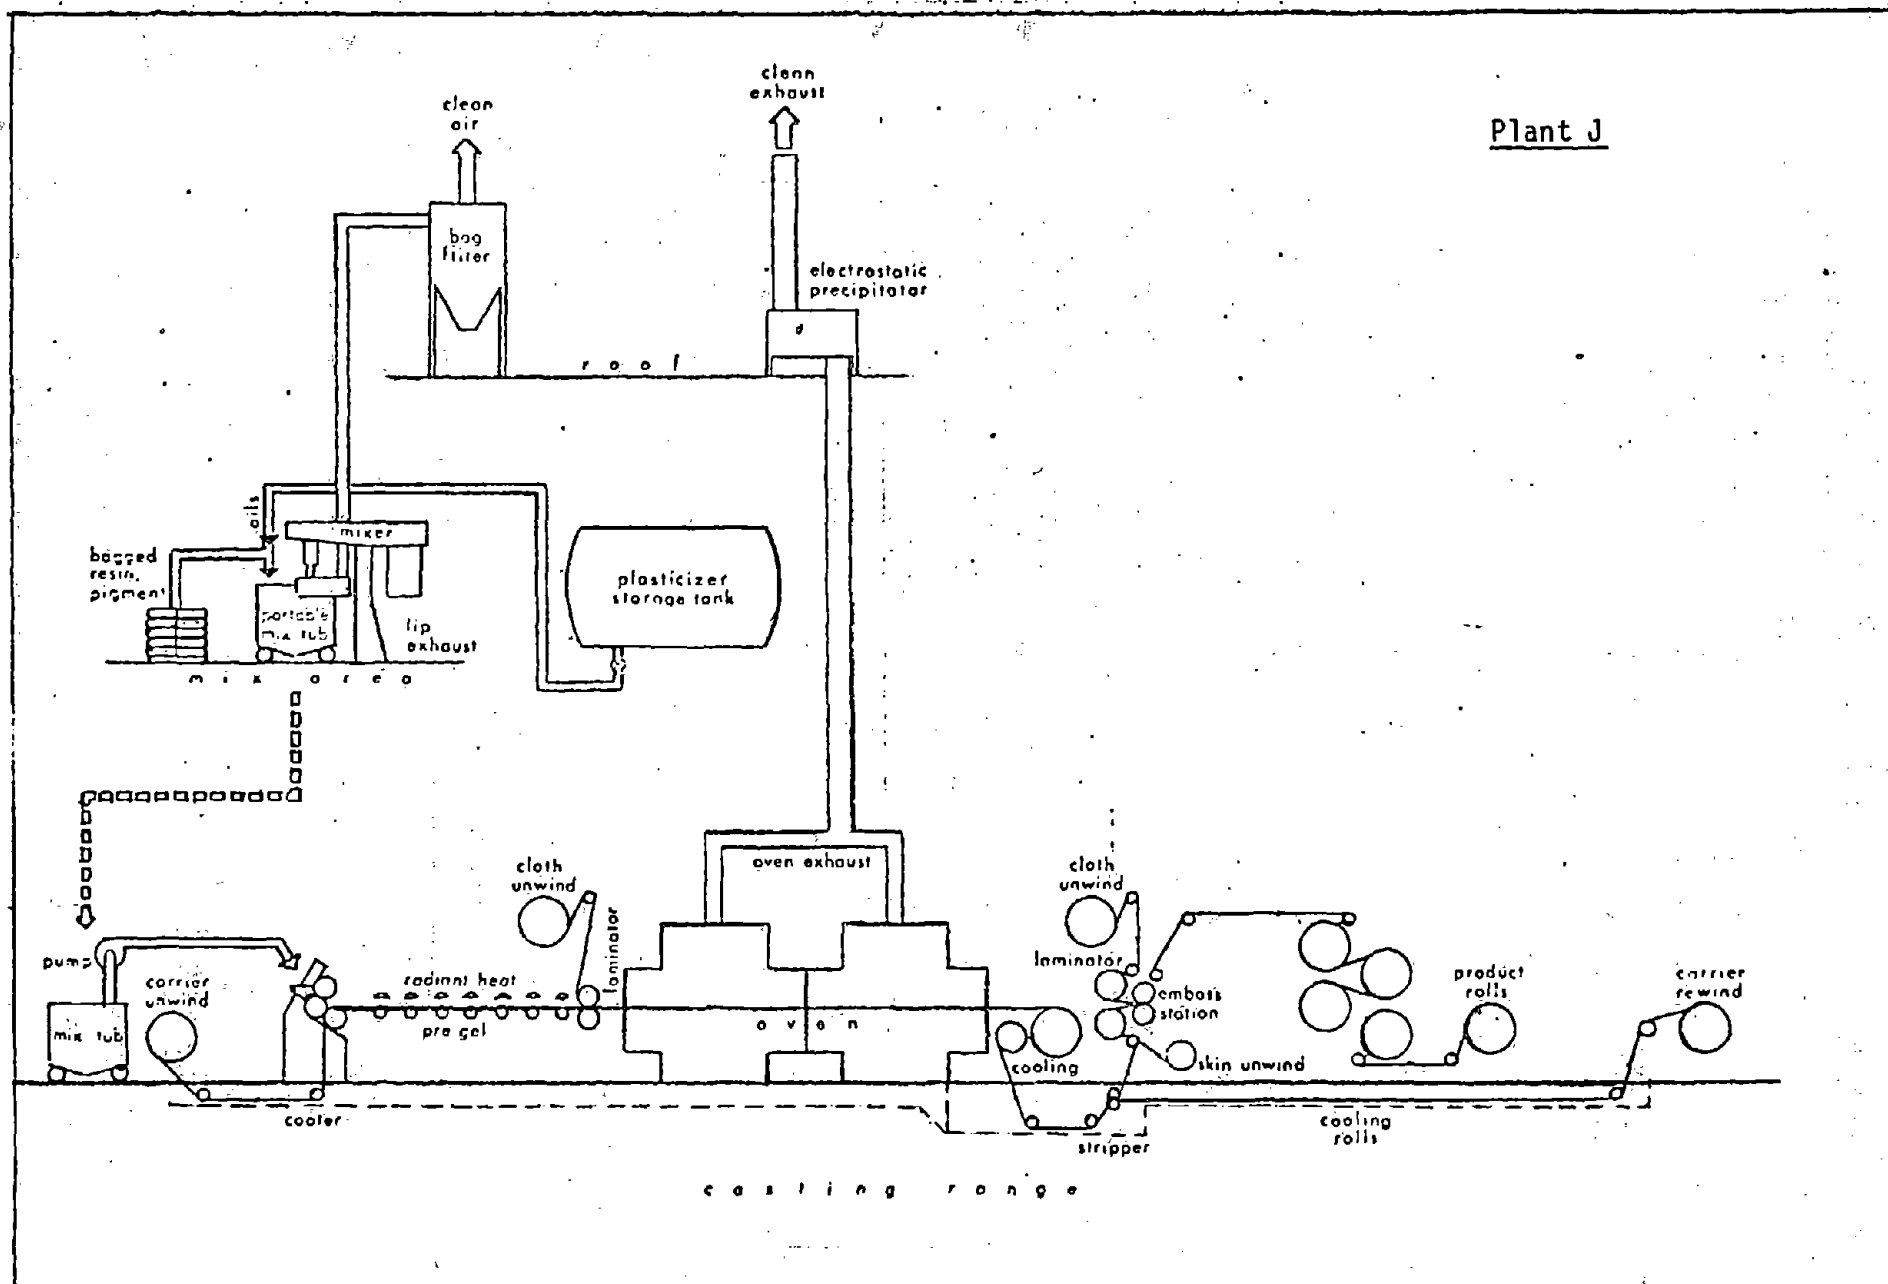 Plant J
clean
exhaust
clean
air
bag
filter
electrostatic
precipitator
roof
oils
mixer
bagged
resin,
pigment
portable
mix tub
lip
exhaust
mix area
plasticizer
storage tank
oven exhaust
cloth
unwind
laminator
cloth
unwind
laminator
pump
carrier
unwind
mix tub
radiant heat
pre gel
oven
cooling
emboss
station
skin unwind
product
rolls
carrier
rewind
coater
stripper
cooling
rolls
casting range